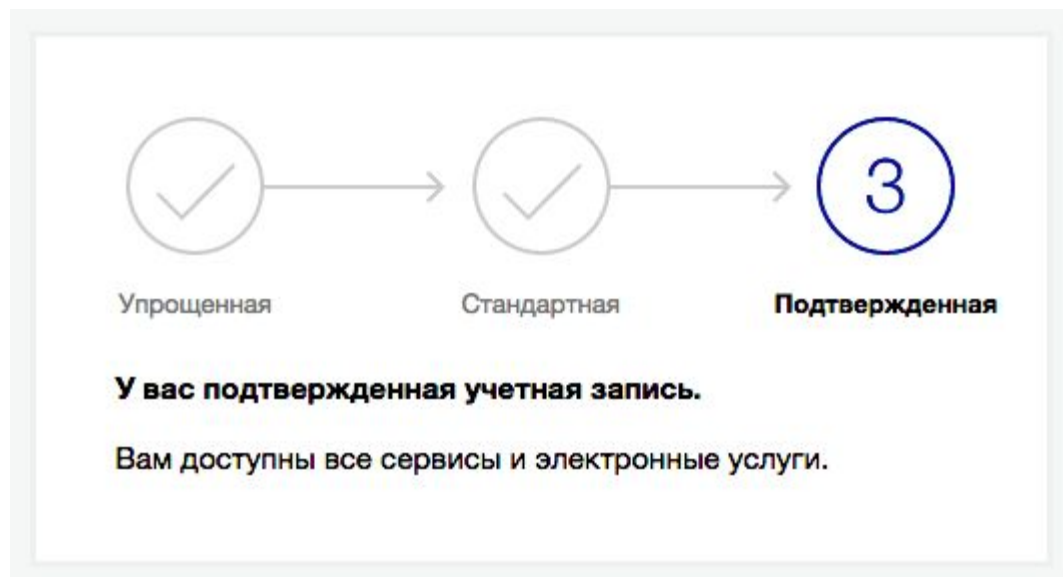 3
Упрощенная Стандартная Подтвержденная
У вас подтвержденная учетная запись.
Вам доступны все сервисы и электронные услуги.